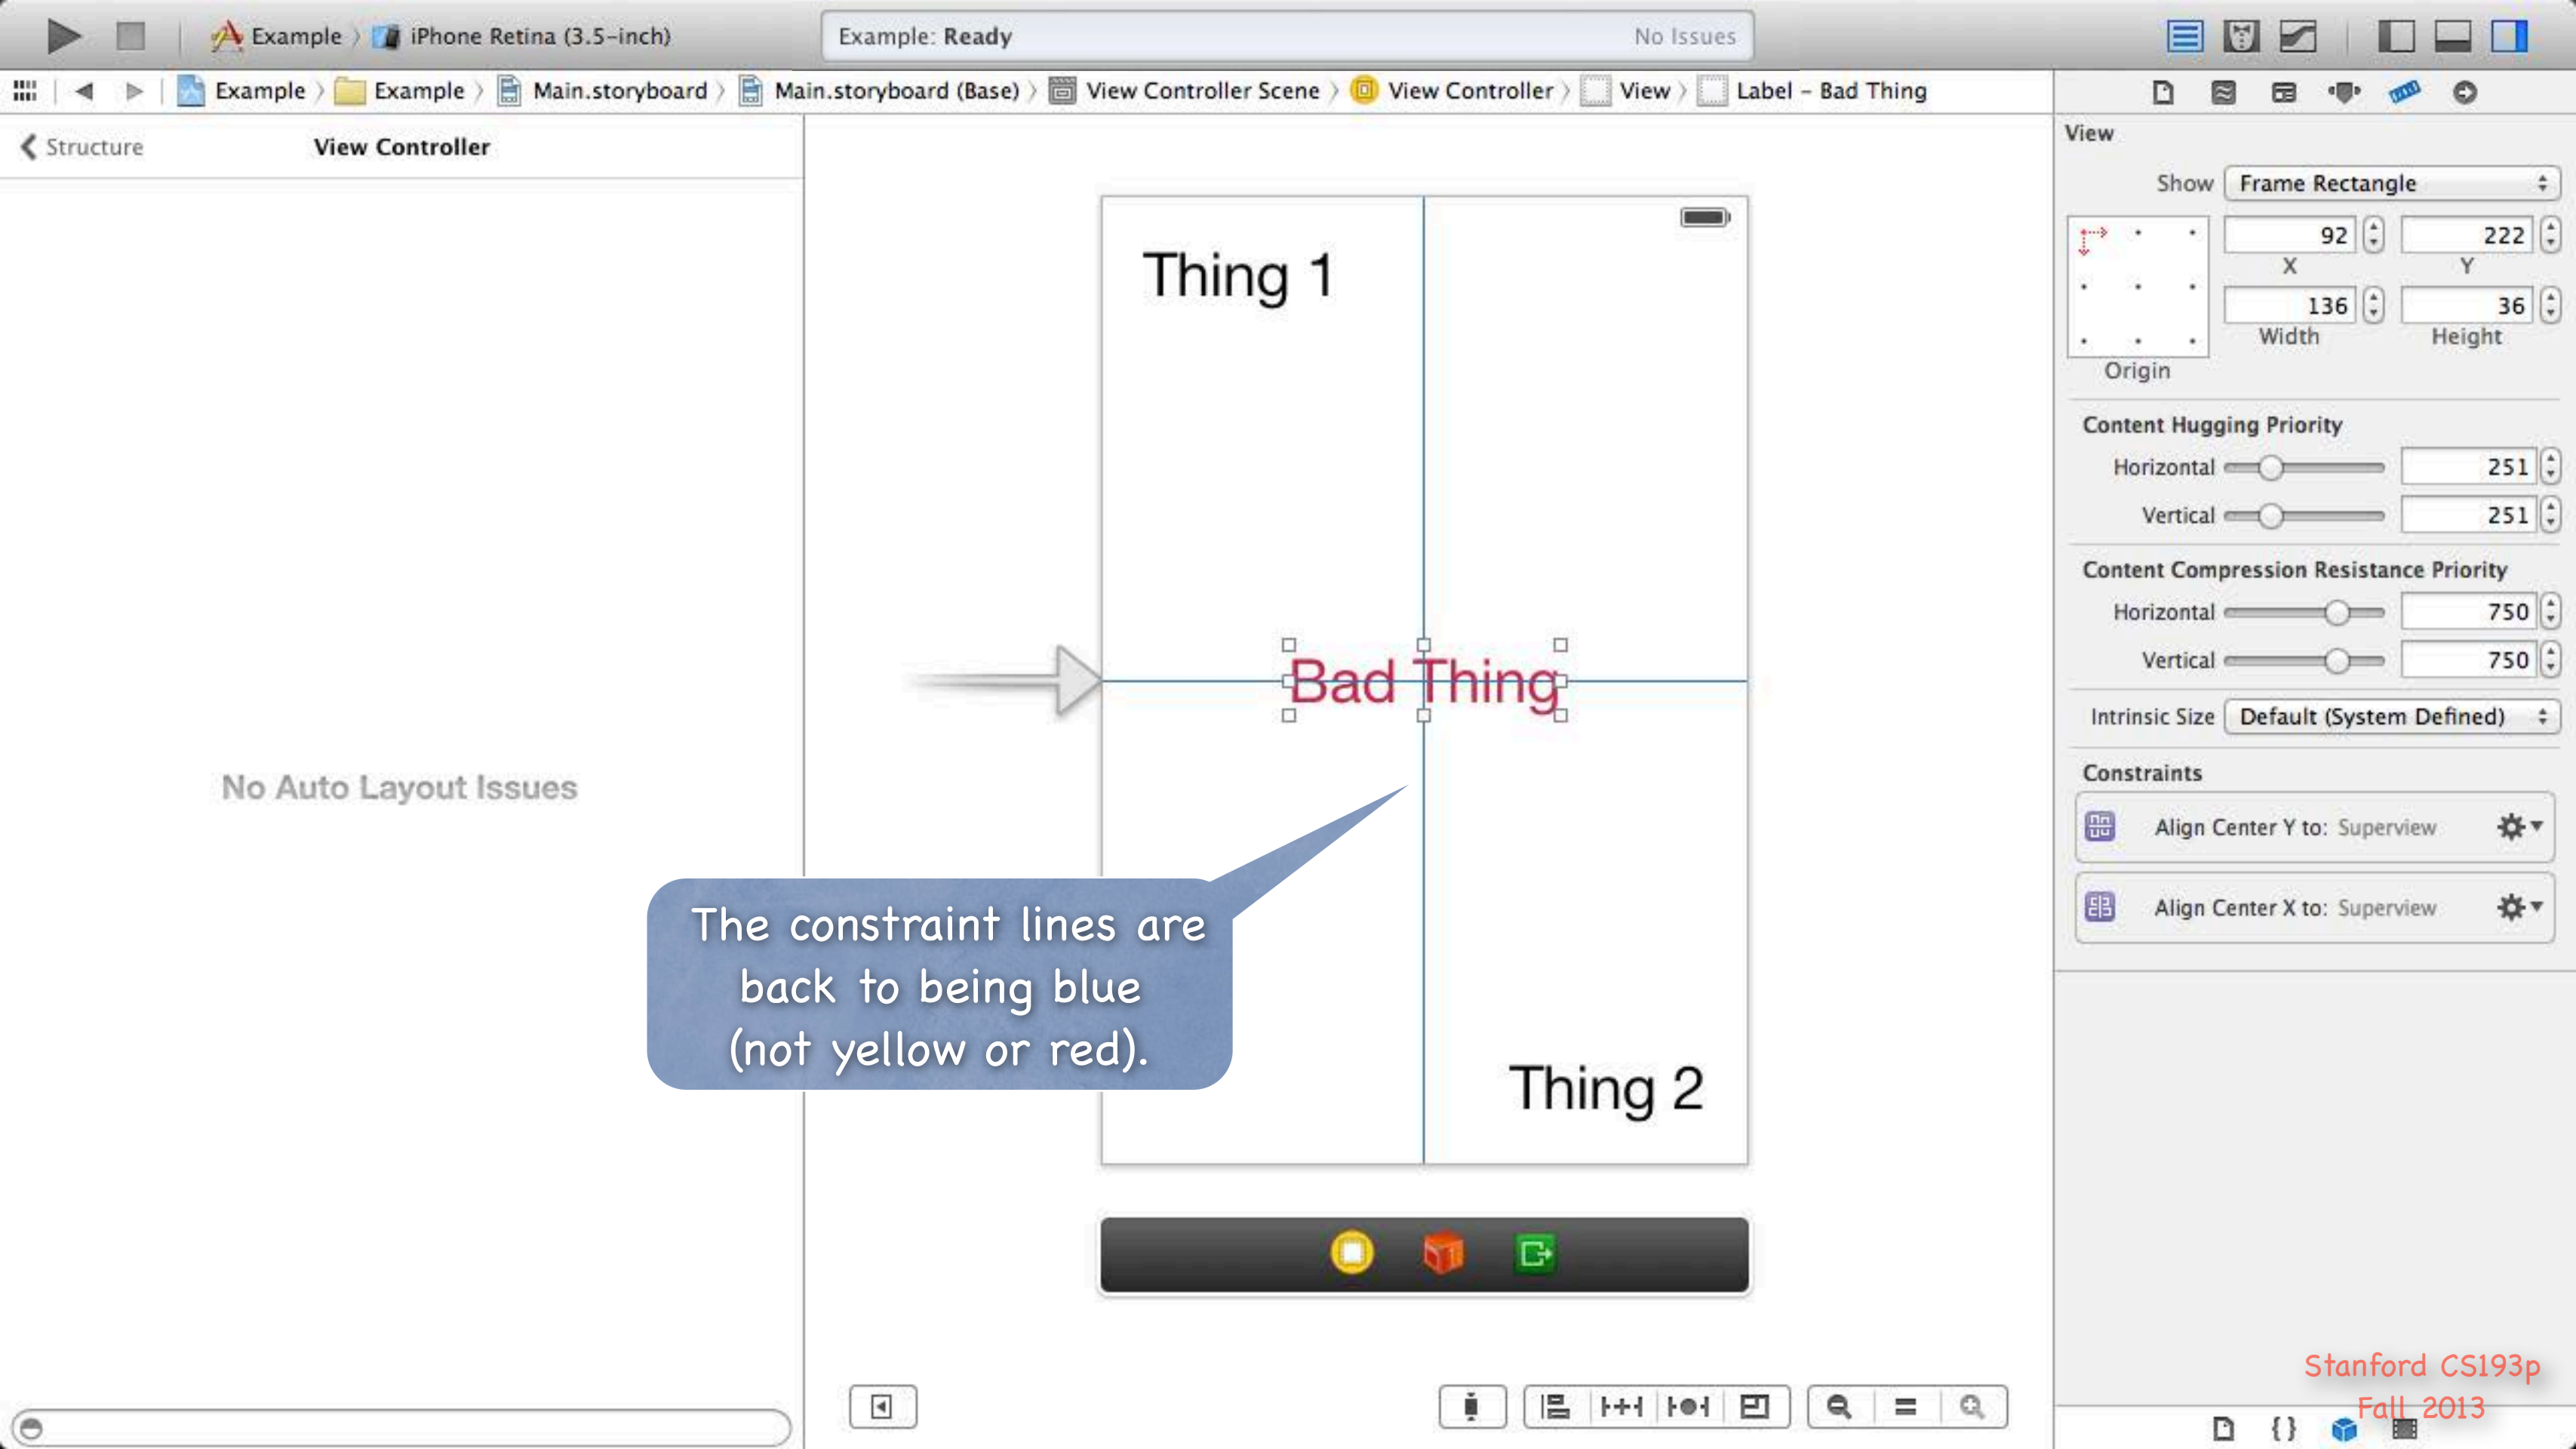 Example
iPhone Retina (3.5-inch)
Example: Ready
No Issues
Example
Example
Main.storyboard
Main.storyboard (Base)
View Controller Scene
View Controller
View
Label - Bad Thing
Structure
View Controller
No Auto Layout Issues
Thing 1
Bad Thing
Thing 2
The constraint lines are
back to being blue
(not yellow or red).
View
Show Frame Rectangle
92 222
X Y
136 36
Width Height
Origin
Content Hugging Priority
Horizontal 251
Vertical 251
Content Compression Resistance Priority
Horizontal 750
Vertical 750
Intrinsic Size Default (System Defined)
Constraints
Align Center Y to: Superview
Align Center X to: Superview
Stanford CS193p
Fall 2013
{ }